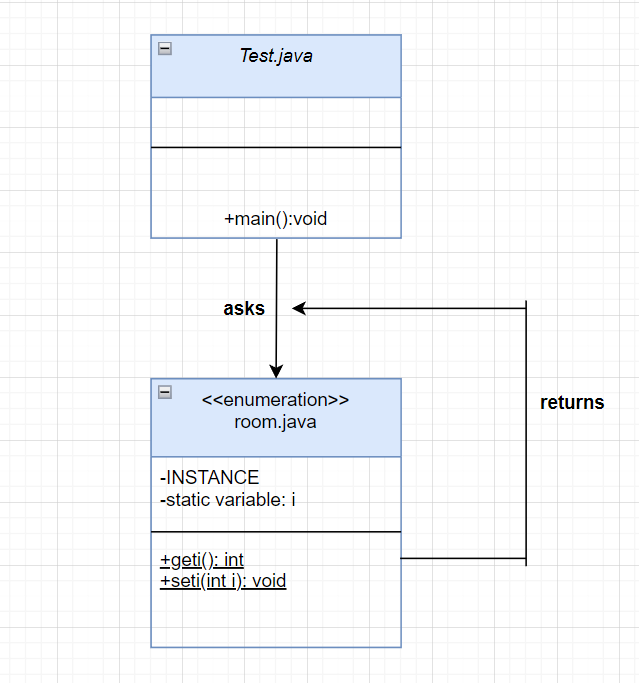 Test.java
+main():void
asks
<<enumeration>>
room.java
returns
-INSTANCE
-static variable: i
+geti(): int
+seti(int i): void